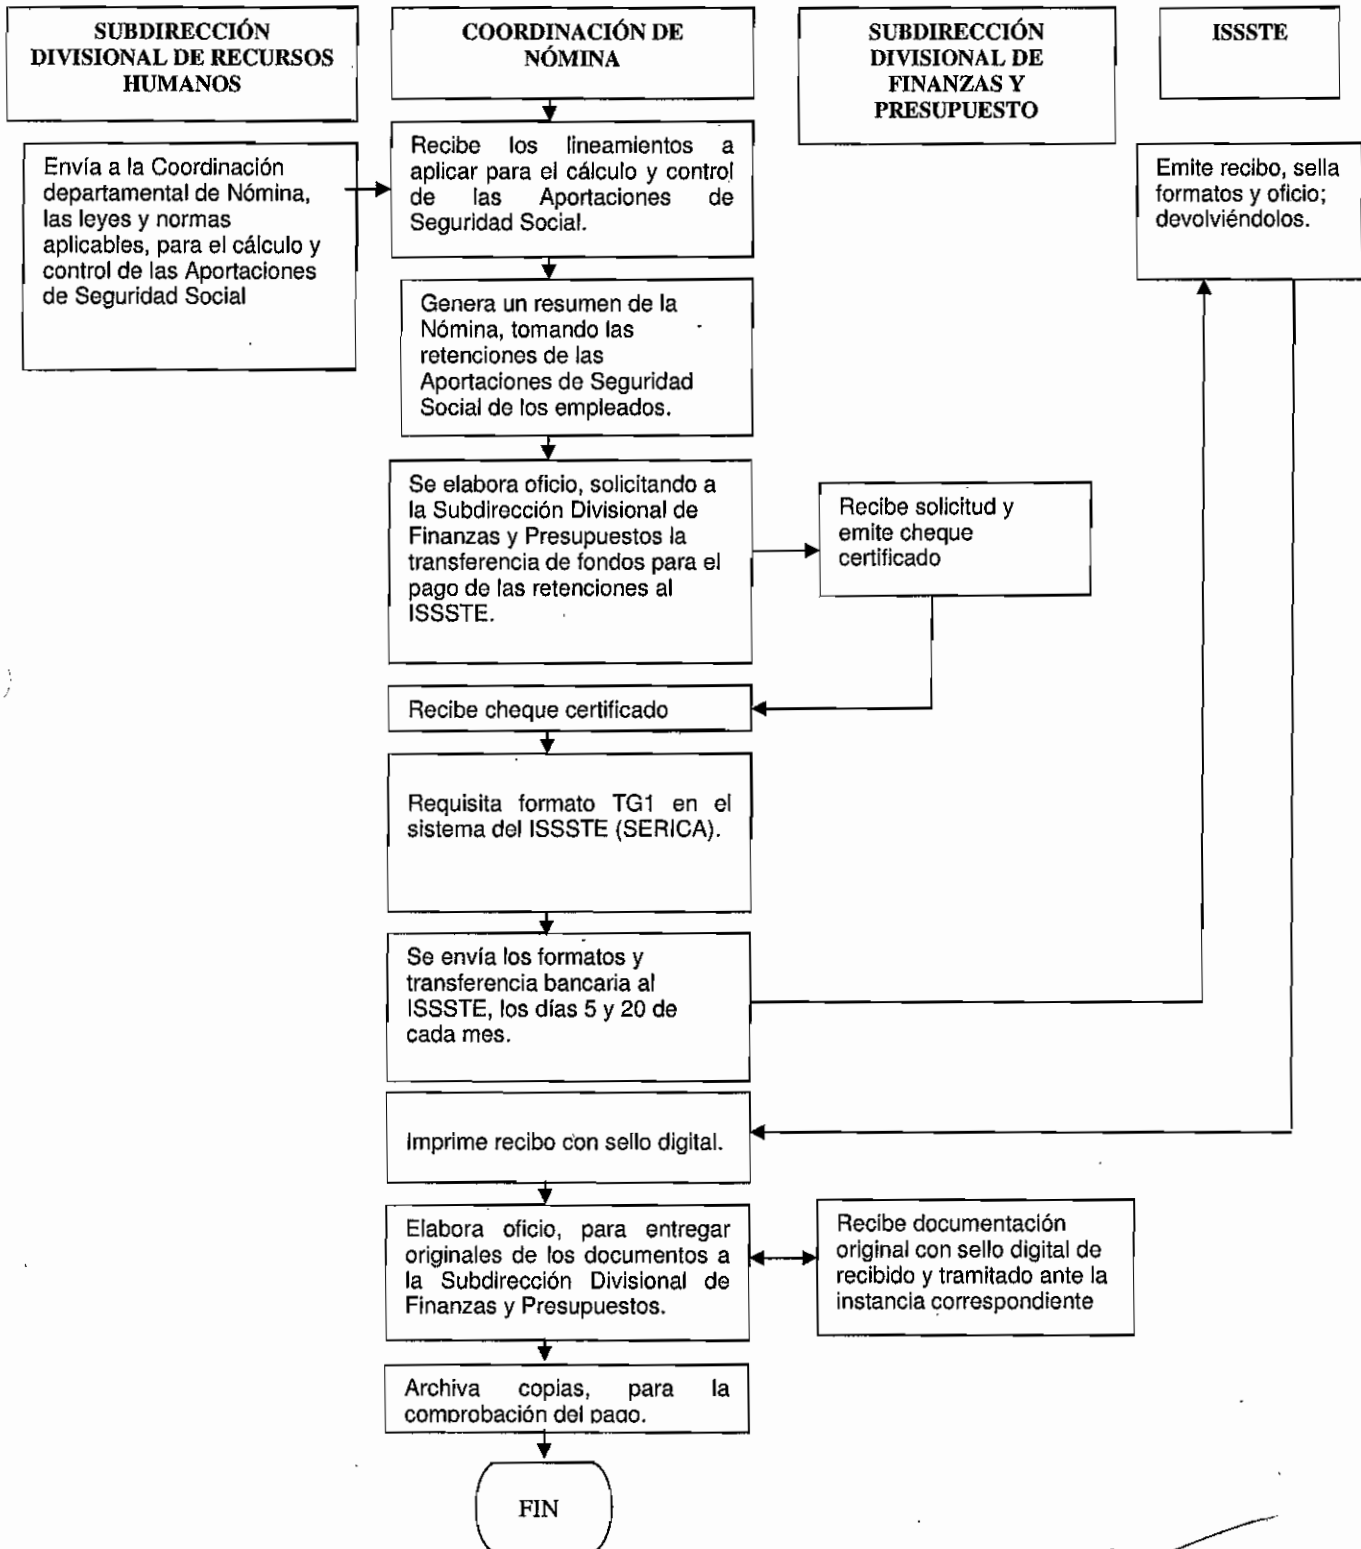 SUBDIRECCIÓN
DIVISIONAL DE RECURSOS
HUMANOS
COORDINACIÓN DE
NÓMINA
SUBDIRECCIÓN
DIVISIONAL DE
FINANZAS Y
PRESUPUESTO
ISSSTE
Envía a la Coordinación
departamental de Nómina,
las leyes y normas
aplicables, para el cálculo y
control de las Aportaciones
de Seguridad Social
Recibe los lineamientos a
aplicar para el cálculo y control
de las Aportaciones de
Seguridad Social.
Emite recibo, sella
formatos y oficio;
devolviéndolos.
Genera un resumen de la
Nómina, tomando las
retenciones de las
Aportaciones de Seguridad
Social de los empleados.
Se elabora oficio, solicitando a
la Subdirección Divisional de
Finanzas y Presupuestos la
transferencia de fondos para el
pago de las retenciones al
ISSSTE.
Recibe solicitud y
emite cheque
certificado
Recibe cheque certificado
Requisita formato TG1 en el
sistema del ISSSTE (SERICA).
Se envía los formatos y
transferencia bancaria al
ISSSTE, los días 5 y 20 de
cada mes.
Imprime recibo con sello digital.
Elabora oficio, para entregar
originales de los documentos a
la Subdirección Divisional de
Finanzas y Presupuestos.
Recibe documentación
original con sello digital de
recibido y tramitado ante la
instancia correspondiente
Archiva copias, para la
comprobación del pago.
FIN